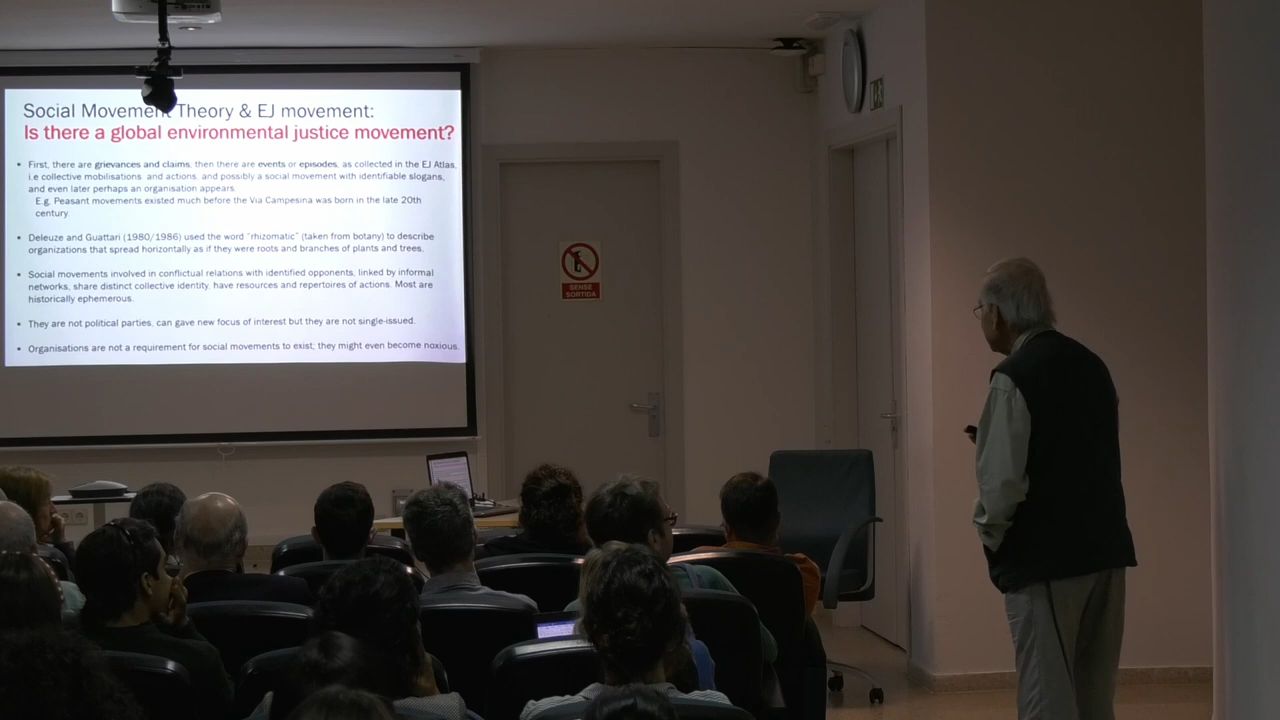 Social Movement Theory & EJ movement:
Is there a global environmental justice movement?
• First, there are grievances and claims, then there are events or episodes, as collected in the EJ Atlas,
i.e collective mobilisations and actions, and possibly a social movement with identifiable slogans,
and even later perhaps an organisation appears.
E.g. Peasant movements existed much before the Via Campesina was born in the late 20th
century.
• Deleuze and Guattari (1980/1986) used the word "rhizomatic" (taken from botany) to describe
organizations that spread horizontally as if they were roots and branches of plants and trees.
• Social movements involved in conflictual relations with identified opponents, linked by informal
networks, share distinct collective identity, have resources and repertoires of actions. Most are
historically ephemerous.
• They are not political parties, can gave new focus of interest but they are not single-issued.
• Organisations are not a requirement for social movements to exist; they might even become noxious.
SENSE
SORTIDA